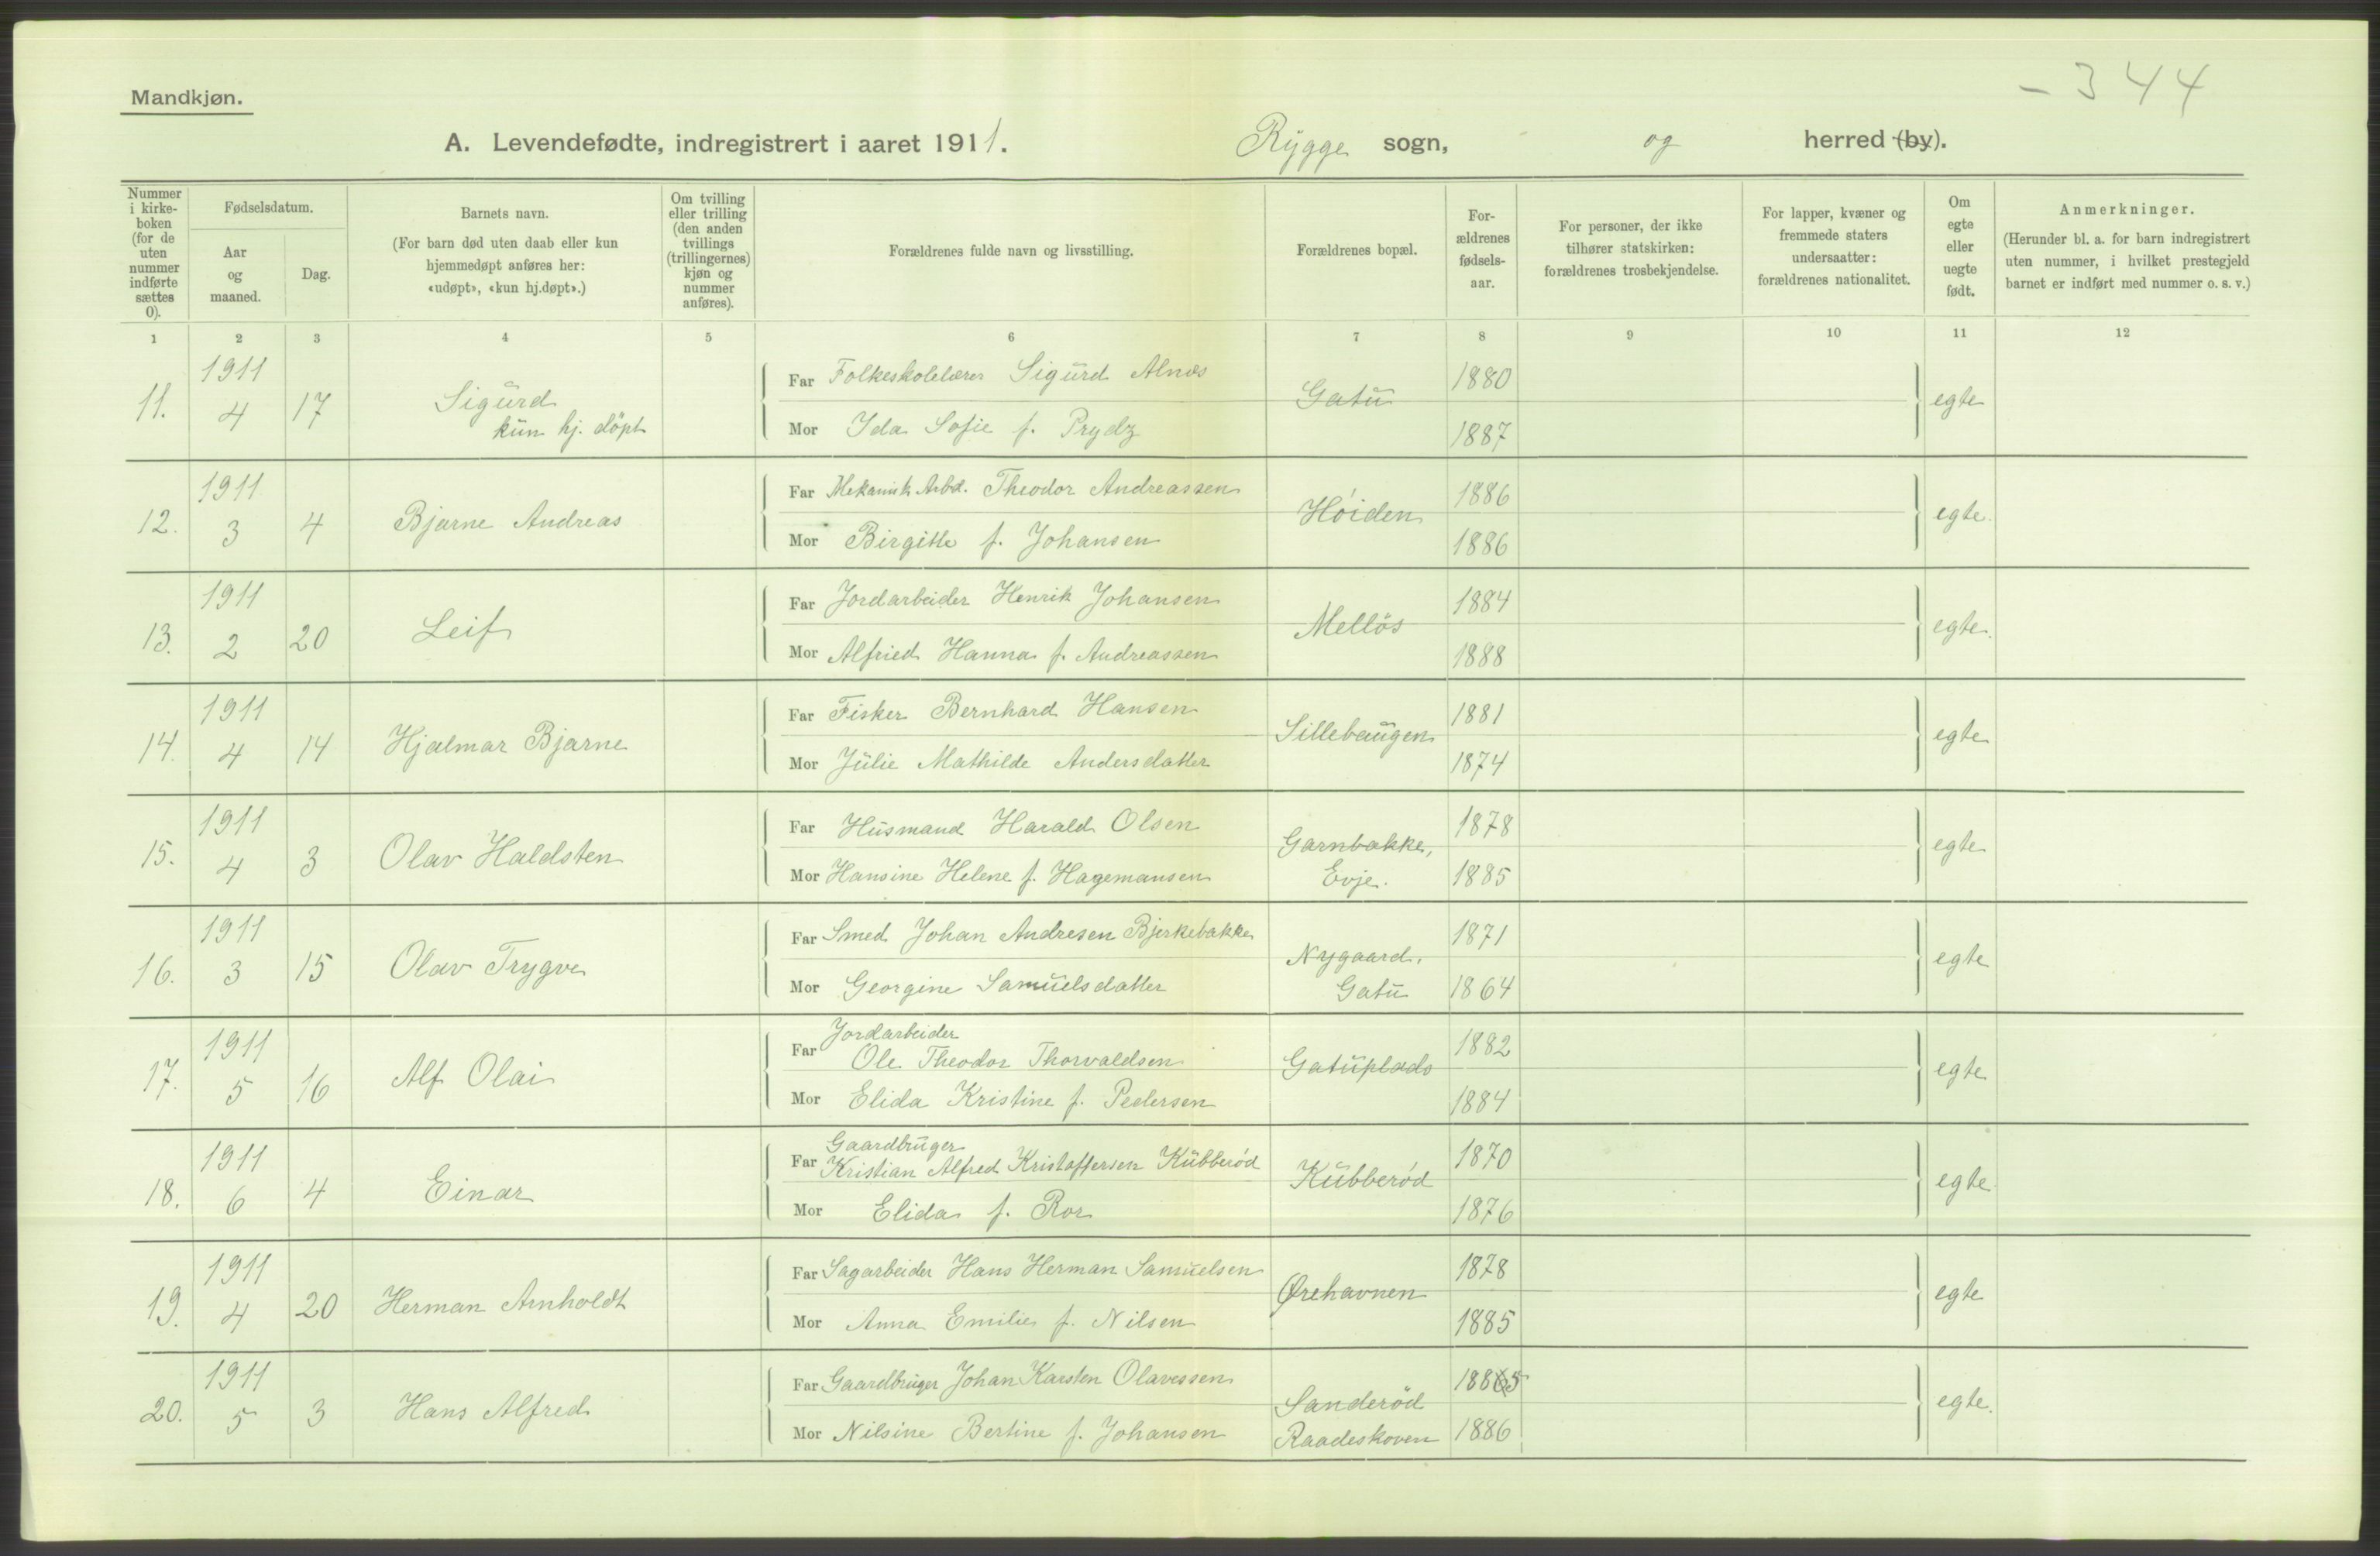 - 344
Mandkjøn.
A. Levendefødte, indregistrert i aaret 1911. Rygge sogn, og herred (by).
Nummer i kirke-boken (for de uten nummer indførte sættes 0).
Fødselsdatum.
Aar og maaned.
Dag.
Barnets navn.
(For barn død uten daab eller kun hjemmedøpt anføres her: «udøpt», «kun hj.døpt».)
Om tvilling eller trilling (den anden tvillings (trillingernes) kjøn og nummer anføres).
Forældrenes fulde navn og livsstilling.
Forældrenes bopæl.
For-ældrenes fødsels-aar.
For personer, der ikke tilhører statskirken: forældrenes trosbekjendelse.
For lapper, kvæner og fremmede staters undersaatter: forældrenes nationalitet.
Om egte eller uegte født.
Anmerkninger.
(Herunder bl. a. for barn indregistrert uten nummer, i hvilket prestegjeld barnet er indført med nummer o. s. v.)
1 2 3 4 5 6 7 8 9 10 11 12
11. 1911 4 17 Sigurd kun hj. döpt
Far Folkeskolelærer Sigurd Alnæs Gatu 1880 egte
Mor Ida Sofie f. Prydz 1887
12. 1911 3 4 Bjarne Andreas
Far Mekanisk Arbd. Theodor Andreassen Höiden 1886 egte.
Mor Birgitte f. Johansen 1886
13. 1911 2 20 Leif
Far Jordarbeider Henrik Johansen Mellös 1884 egte.
Mor Alfried Hanna f. Andreassen 1888
14. 1911 4 14 Hjalmar Bjarne
Far Fisker Bernhard Hansen Sillebaugen 1881 egte
Mor Julie Mathilde Andersdatter 1874
15. 1911 4 3 Olav Haldsten
Far Husmand Harald Olsen Garnbakke, 1878 egte
Mor Hansine Helene f. Hagemansen Evje. 1885
16. 1911 3 15 Olav Trygve
Far Smed Johan Andresen Bjerkebakke Nygaard, 1871 egte
Mor Georgine Samuelsdatter Gatu 1864
17. 1911 5 16 Alf Olai
Far Jordarbeider
Ole Theodor Thorvaldsen Gatuplads 1882 egte
Mor Elida Kristine f. Pedersen 1884
18. 1911 6 4 Einar
Far Gaardbruger
Kristian Alfred Kristoffersen Kubberöd Kubberöd 1870 egte
Mor Elida f. Ror 1876
19. 1911 4 20 Herman Arnholdt
Far Sagarbeider Hans Herman Samuelsen Ørehavnen 1878 egte
Mor Anna Emilie f. Nilsen 1885
20. 1911 5 3 Hans Alfred
Far Gaardbruger Johan Karsten Olavessen Sanderöd 1885 egte.
Mor Nilsine Bertine f. Johansen Raadeskoven 1886